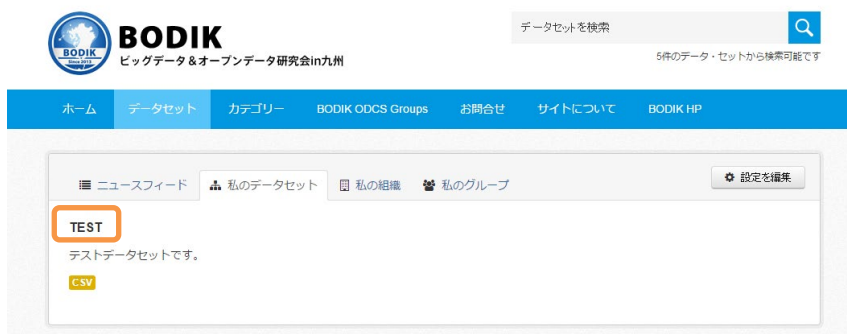 BODIK
Since 2013
BODIK
ビッグデータ&オープンデータ研究会in九州
データセットを検索
5件のデータ・セットから検索可能です
ホーム データセット カテゴリー BODIK ODCS Groups お問合せ サイトについて BODIK HP
ニュースフィード 私のデータセット 私の組織 私のグループ 設定を編集
TEST
テストデータセットです。
CSV